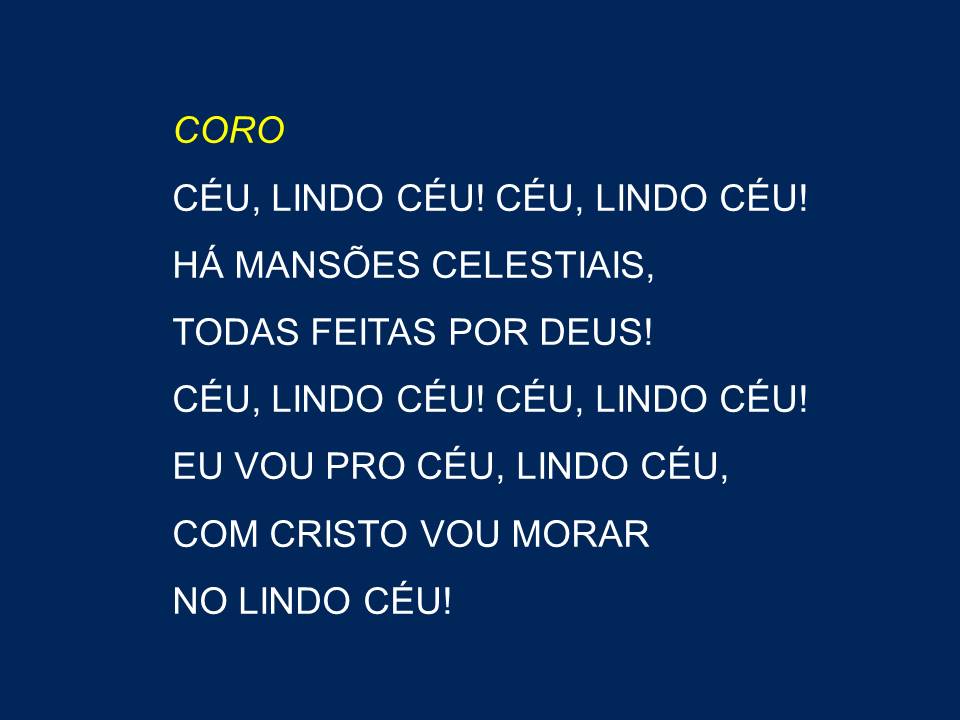 CORO
CÉU, LINDO CÉU! CÉU, LINDO CÉU!
HÁ MANSÕES CELESTIAIS,
TODAS FEITAS POR DEUS!
CÉU, LINDO CÉU! CÉU, LINDO CÉU!
EU VOU PRO CÉU, LINDO CÉU,
COM CRISTO VOU MORAR
NO LINDO CÉU!